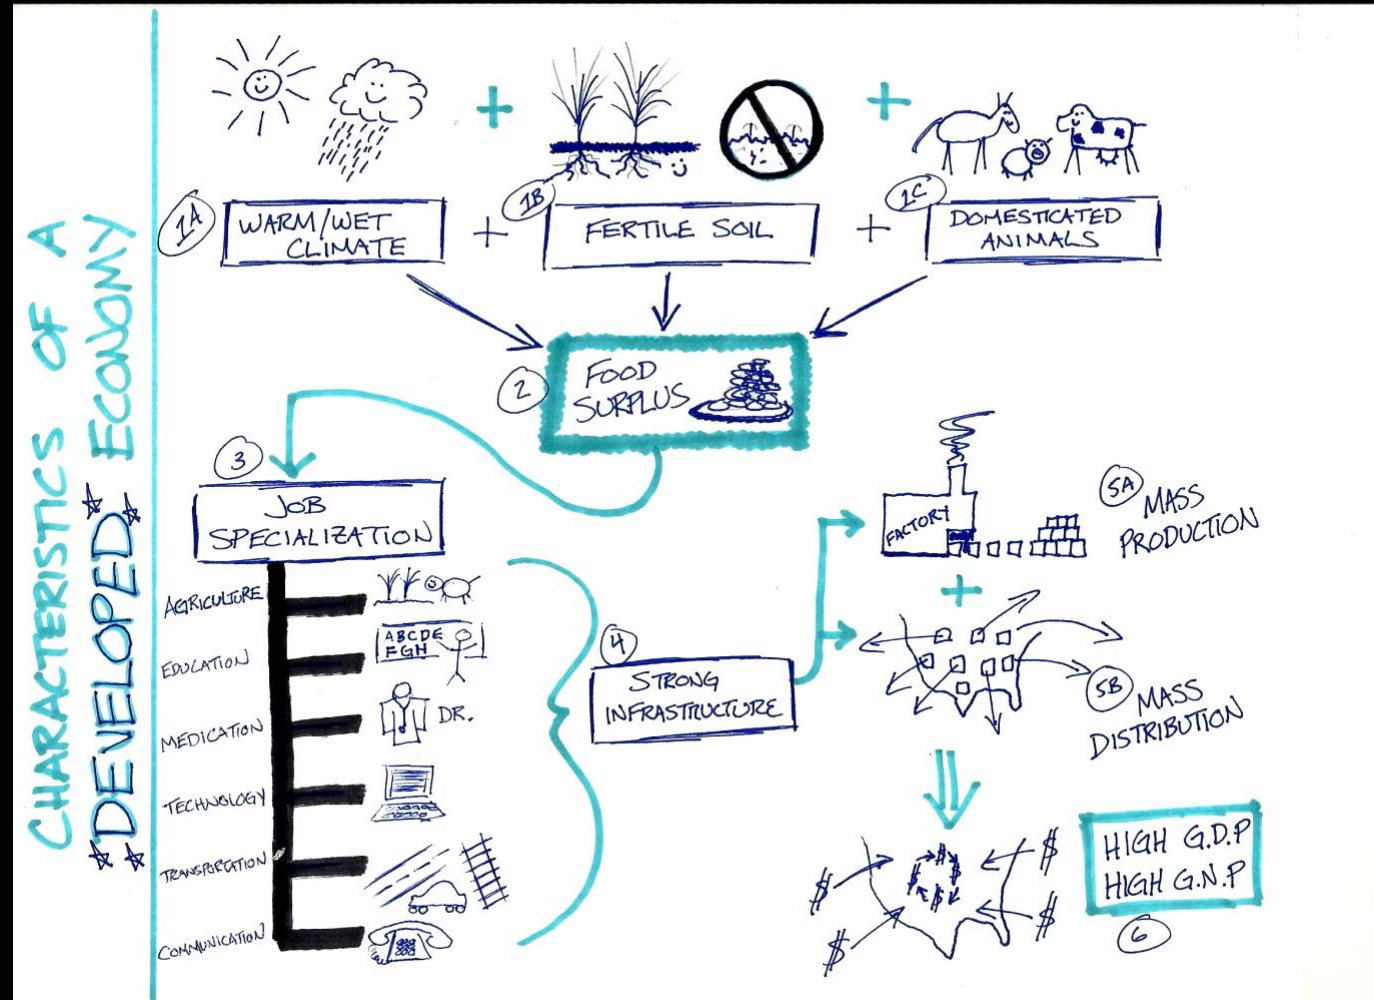 CHARACTERISTICS OF A
*DEVELOPED* ECONOMY
1A
WARM/WET
CLIMATE
+
1B
FERTILE SOIL
+
1C
DOMESTICATED
ANIMALS
2
FOOD
SURPLUS
3
JOB
SPECIALIZATION
AGRICULTURE
EDUCATION
ABCDE
FGH
MEDICATION
DR.
TECHNOLOGY
TRANSPORTATION
COMMUNICATION
4
STRONG
INFRASTRUCTURE
FACTORY
5A
MASS
PRODUCTION
+
5B
MASS
DISTRIBUTION
$ $ $ $
$ $ $ $
HIGH G.D.P
HIGH G.N.P
6